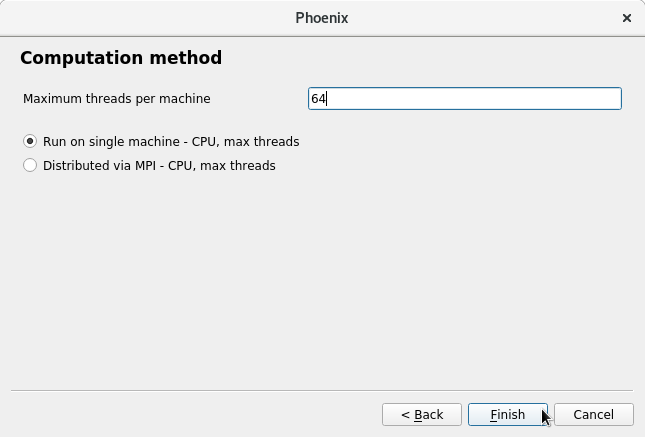 Phoenix
Computation method
Maximum threads per machine 64
Run on single machine - CPU, max threads
Distributed via MPI - CPU, max threads
< Back Finish Cancel